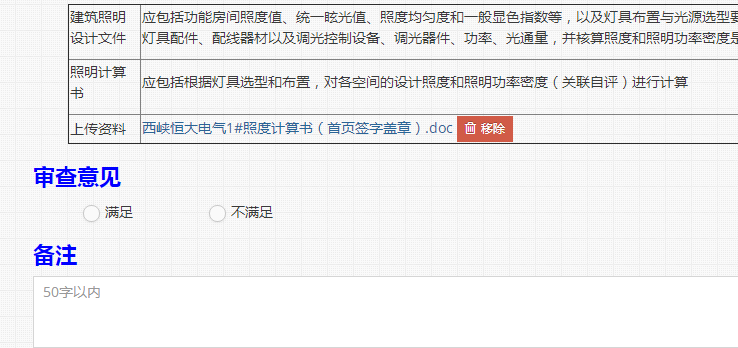 建筑照明 应包括功能房间照度值、统一眩光值、照度均匀度和一般显色指数等，以及灯具布置与光源选型要
设计文件 灯具配件、配线器材以及调光控制设备、调光器件、功率、光通量，并核算照度和照明功率密度是
照明计算
书 应包括根据灯具选型和布置，对各空间的设计照度和照明功率密度（关联自评）进行计算
上传资料 西峡恒大电气1#照度计算书（首页签字盖章）.doc 移除
审查意见
满足 不满足
备注
50字以内